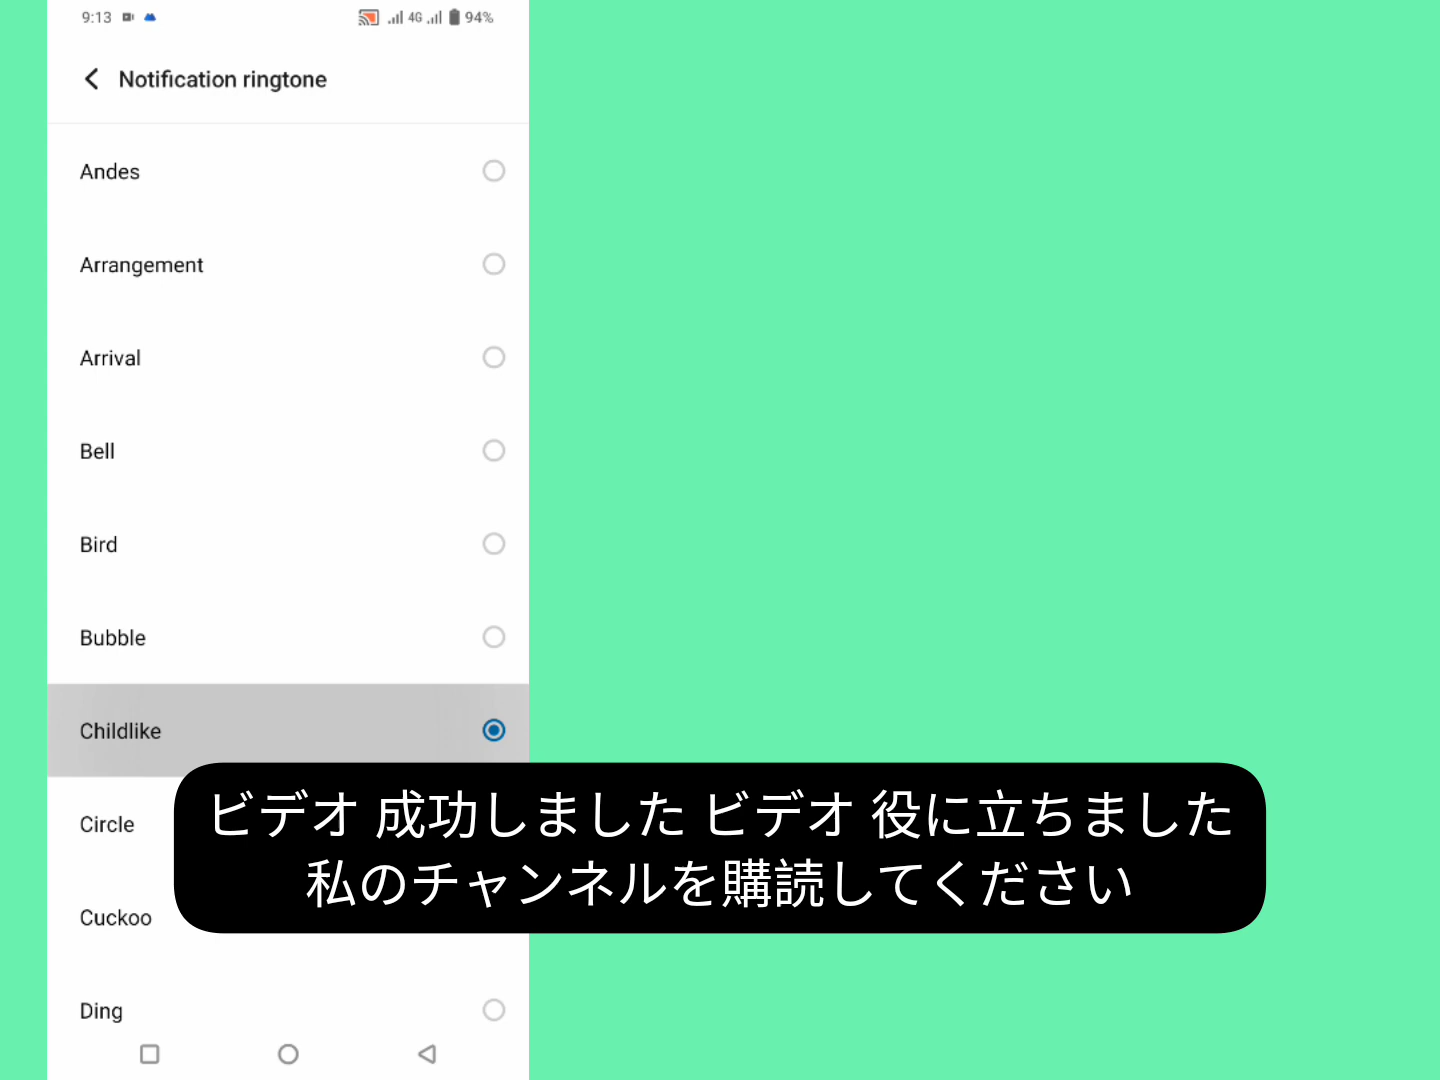 9:13 4G 94%
Notification ringtone
Andes
Arrangement
Arrival
Bell
Bird
Bubble
Childlike
Circle
Cuckoo
Ding
ビデオ 成功しました ビデオ 役に立ちました
私のチャンネルを購読してください